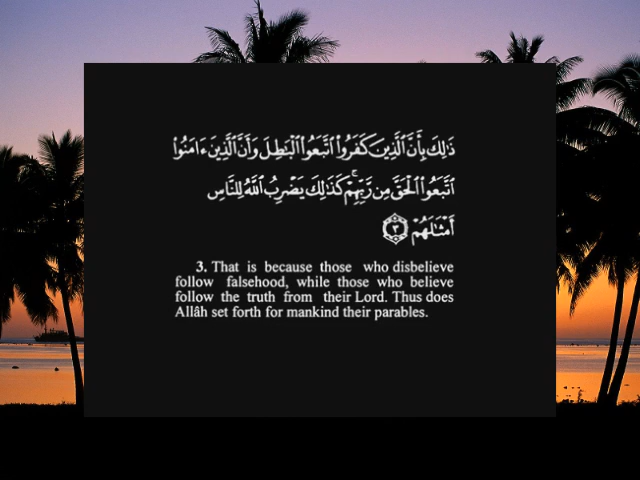 ذَٰلِكَ بِأَنَّ ٱلَّذِينَ كَفَرُوا۟ ٱتَّبَعُوا۟ ٱلْبَـٰطِلَ وَأَنَّ ٱلَّذِينَ ءَامَنُوا۟
ٱتَّبَعُوا۟ ٱلْحَقَّ مِن رَّبِّهِمْ ۚ كَذَٰلِكَ يَضْرِبُ ٱللَّهُ لِلنَّاسِ
أَمْثَـٰلَهُمْ ٣
3. That is because those who disbelieve
follow falsehood, while those who believe
follow the truth from their Lord. Thus does
Allâh set forth for mankind their parables.